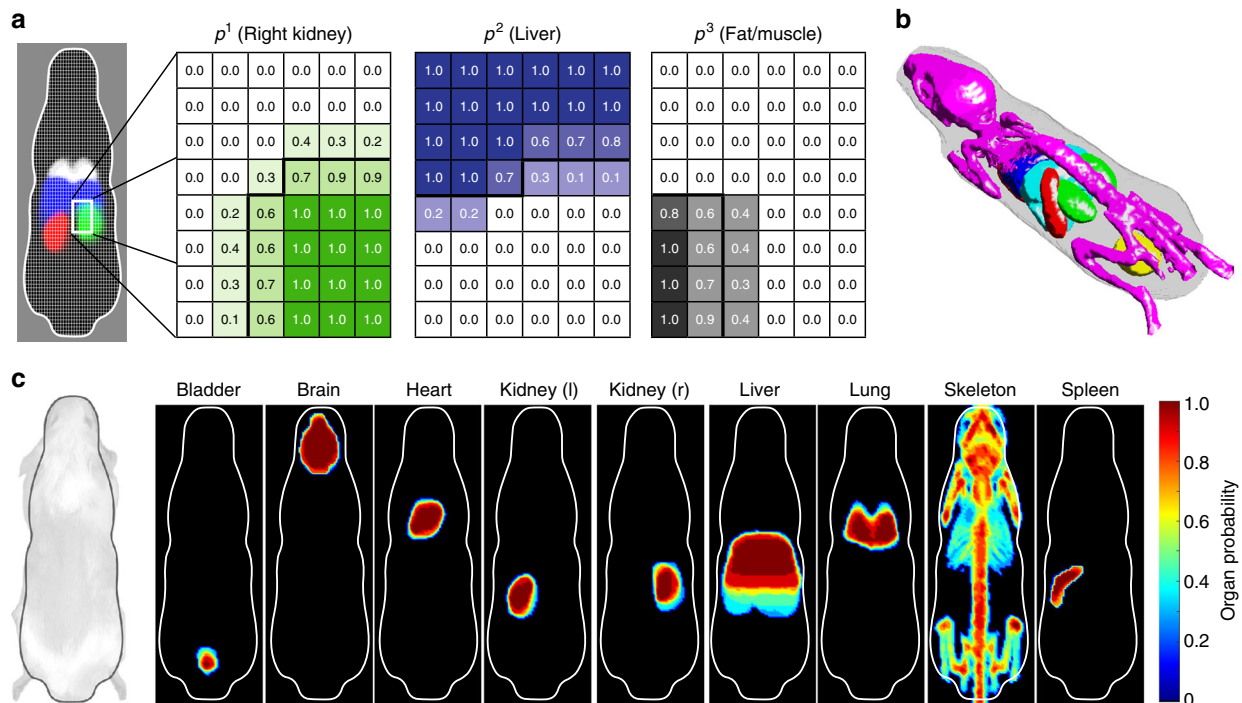 a
p¹ (Right kidney) p² (Liver) p³ (Fat/muscle)
0.0 0.0 0.0 0.0 0.0 0.0 1.0 1.0 1.0 1.0 1.0 1.0 0.0 0.0 0.0 0.0 0.0 0.0
0.0 0.0 0.0 0.0 0.0 0.0 1.0 1.0 1.0 1.0 1.0 1.0 0.0 0.0 0.0 0.0 0.0 0.0
0.0 0.0 0.0 0.4 0.3 0.2 1.0 1.0 1.0 0.6 0.7 0.8 0.0 0.0 0.0 0.0 0.0 0.0
0.0 0.0 0.3 0.7 0.9 0.9 1.0 1.0 0.7 0.3 0.1 0.1 0.0 0.0 0.0 0.0 0.0 0.0
0.0 0.2 0.6 1.0 1.0 1.0 0.2 0.2 0.0 0.0 0.0 0.0 0.8 0.6 0.4 0.0 0.0 0.0
0.0 0.4 0.6 1.0 1.0 1.0 0.0 0.0 0.0 0.0 0.0 0.0 1.0 0.6 0.4 0.0 0.0 0.0
0.0 0.3 0.7 1.0 1.0 1.0 0.0 0.0 0.0 0.0 0.0 0.0 1.0 0.7 0.3 0.0 0.0 0.0
0.0 0.1 0.6 1.0 1.0 1.0 0.0 0.0 0.0 0.0 0.0 0.0 1.0 0.9 0.4 0.0 0.0 0.0
b
c
Bladder Brain Heart Kidney (l) Kidney (r) Liver Lung Skeleton Spleen
1.0
0.8
0.6
0.4
0.2
0
Organ probability